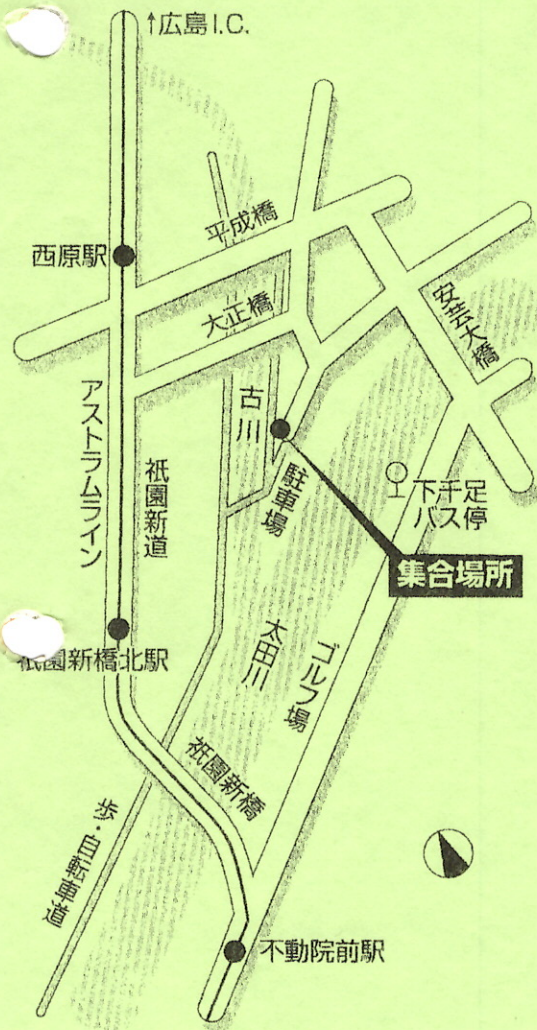 ↑広島I.C.
西原駅
平成橋
大正橋
安芸大橋
古川
アストラムライン
祇園新道
駐車場
下千足
バス停
集合場所
祇園新橋北駅
太田川
ゴルフ場
祇園新橋
歩・自転車道
不動院前駅